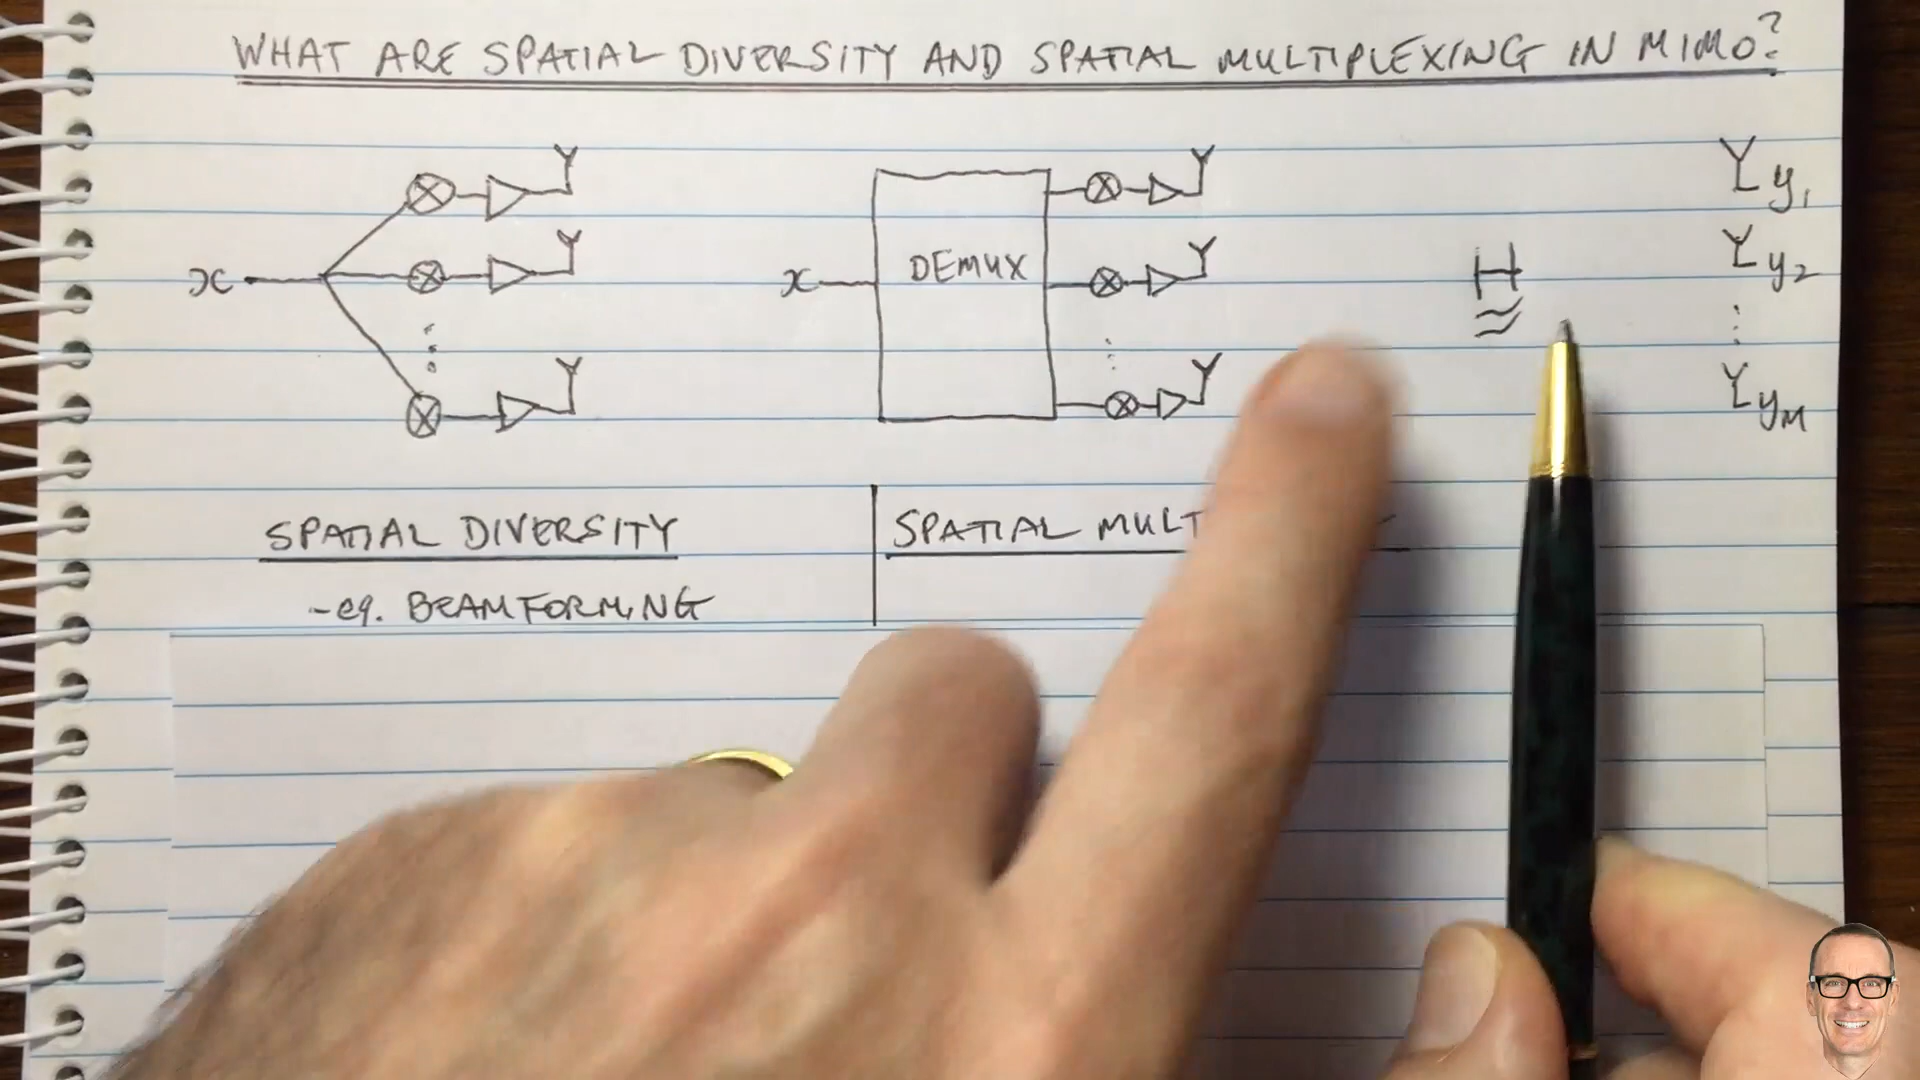 WHAT ARE SPATIAL DIVERSITY AND SPATIAL MULTIPLEXING IN MIMO?
x
x
DEMUX
H
y1
y2
yM
SPATIAL DIVERSITY
SPATIAL MULT
-eg. BEAMFORMING